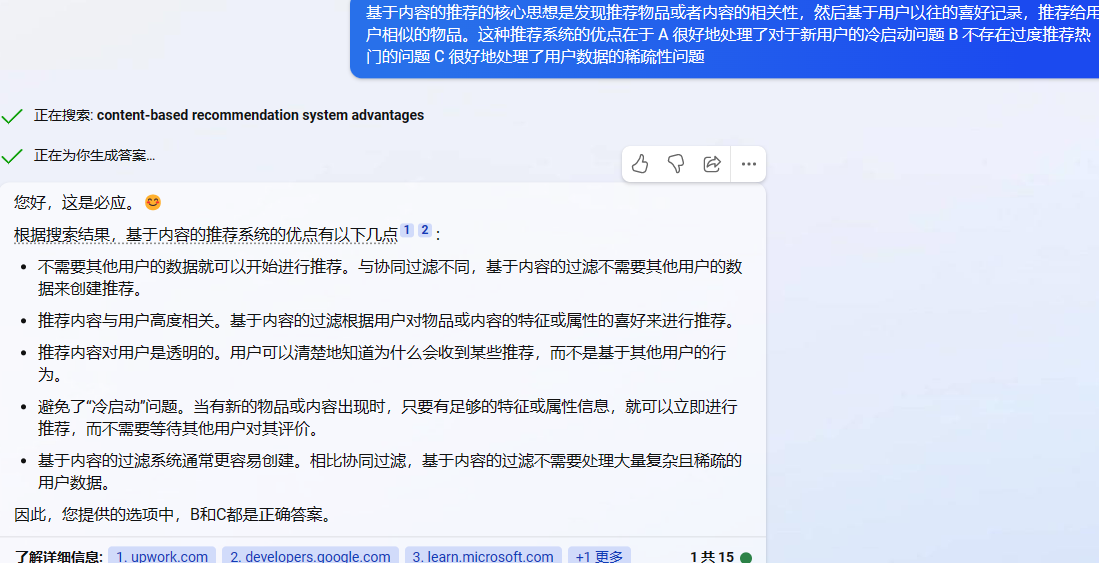 基于内容的推荐的核心思想是发现推荐物品或者内容的相关性，然后基于用户以往的喜好记录，推荐给用
户相似的物品。这种推荐系统的优点在于 A 很好地处理了对于新用户的冷启动问题 B 不存在过度推荐热
门的问题 C 很好地处理了用户数据的稀疏性问题
正在搜索: content-based recommendation system advantages
正在为你生成答案...
您好，这是必应。😊
根据搜索结果，基于内容的推荐系统的优点有以下几点1 2：
• 不需要其他用户的数据就可以开始进行推荐。与协同过滤不同，基于内容的过滤不需要其他用户的数
据来创建推荐。
• 推荐内容与用户高度相关。基于内容的过滤根据用户对物品或内容的特征或属性的喜好来进行推荐。
• 推荐内容对用户是透明的。用户可以清楚地知道为什么会收到某些推荐，而不是基于其他用户的行
为。
• 避免了“冷启动”问题。当有新的物品或内容出现时，只要有足够的特征或属性信息，就可以立即进行
推荐，而不需要等待其他用户对其评价。
• 基于内容的过滤系统通常更容易创建。相比协同过滤，基于内容的过滤不需要处理大量复杂且稀疏的
用户数据。
因此，您提供的选项中，B和C都是正确答案。
了解详细信息: 1. upwork.com 2. developers.google.com 3. learn.microsoft.com +1 更多 1 共 15